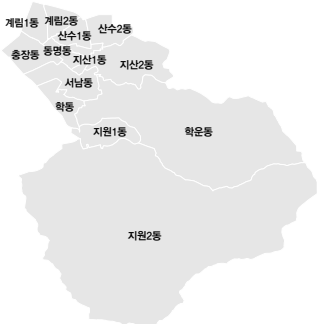 계림1동
계림2동
산수2동
산수1동
충장동
동명동
지산1동
지산2동
서남동
학동
지원1동
학운동
지원2동